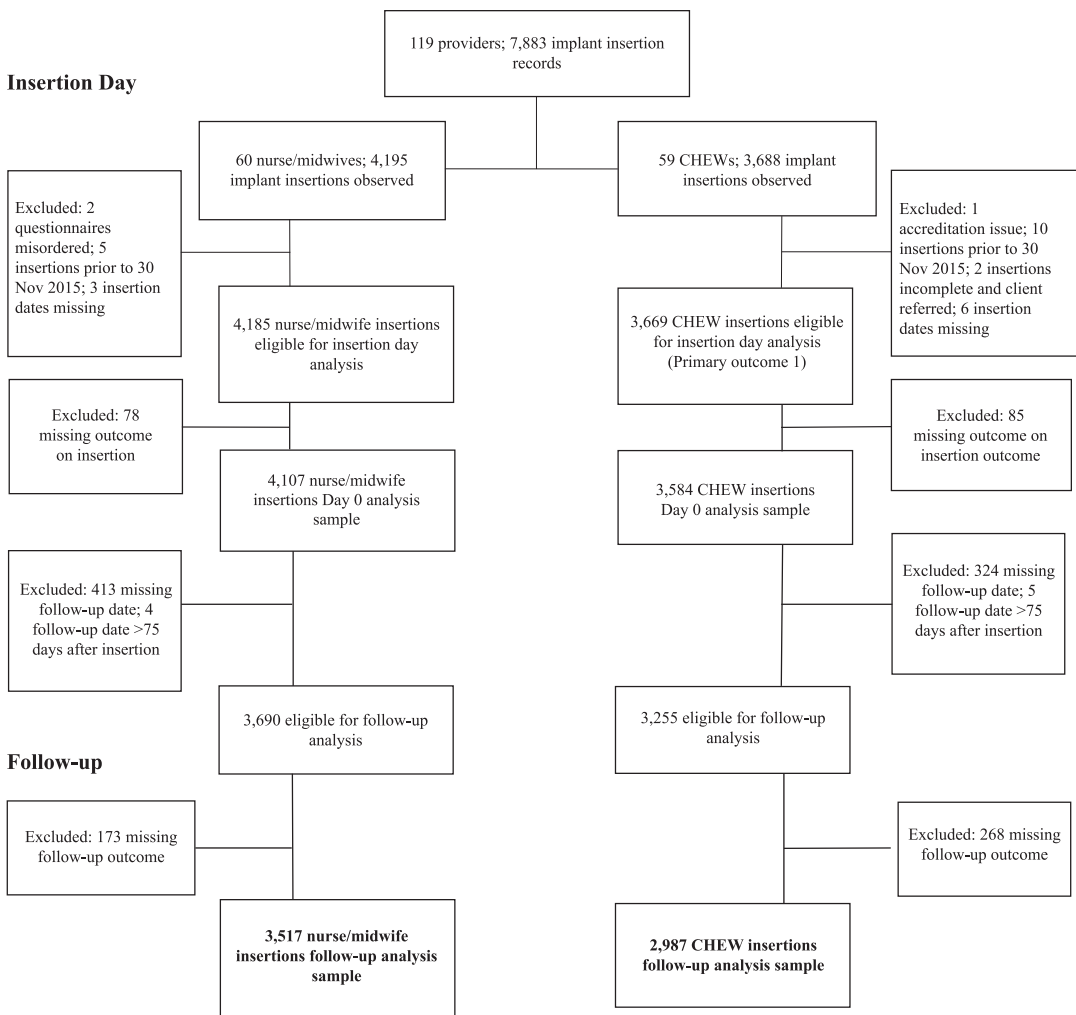 119 providers; 7,883 implant insertion
records
Insertion Day
60 nurse/midwives; 4,195
implant insertions observed
59 CHEWs; 3,688 implant
insertions observed
Excluded: 2
questionnaires
misordered; 5
insertions prior to 30
Nov 2015; 3 insertion
dates missing
Excluded: 1
accreditation issue; 10
insertions prior to 30
Nov 2015; 2 insertions
incomplete and client
referred; 6 insertion
dates missing
4,185 nurse/midwife insertions
eligible for insertion day
analysis
3,669 CHEW insertions eligible
for insertion day analysis
(Primary outcome 1)
Excluded: 78
missing outcome
on insertion
Excluded: 85
missing outcome on
insertion outcome
4,107 nurse/midwife
insertions Day 0 analysis
sample
3,584 CHEW insertions
Day 0 analysis sample
Excluded: 413 missing
follow-up date; 4
follow-up date >75
days after insertion
Excluded: 324 missing
follow-up date; 5
follow-up date >75
days after insertion
3,690 eligible for follow-up
analysis
3,255 eligible for follow-up
analysis
Follow-up
Excluded: 173 missing
follow-up outcome
Excluded: 268 missing
follow-up outcome
3,517 nurse/midwife
insertions follow-up analysis
sample
2,987 CHEW insertions
follow-up analysis sample